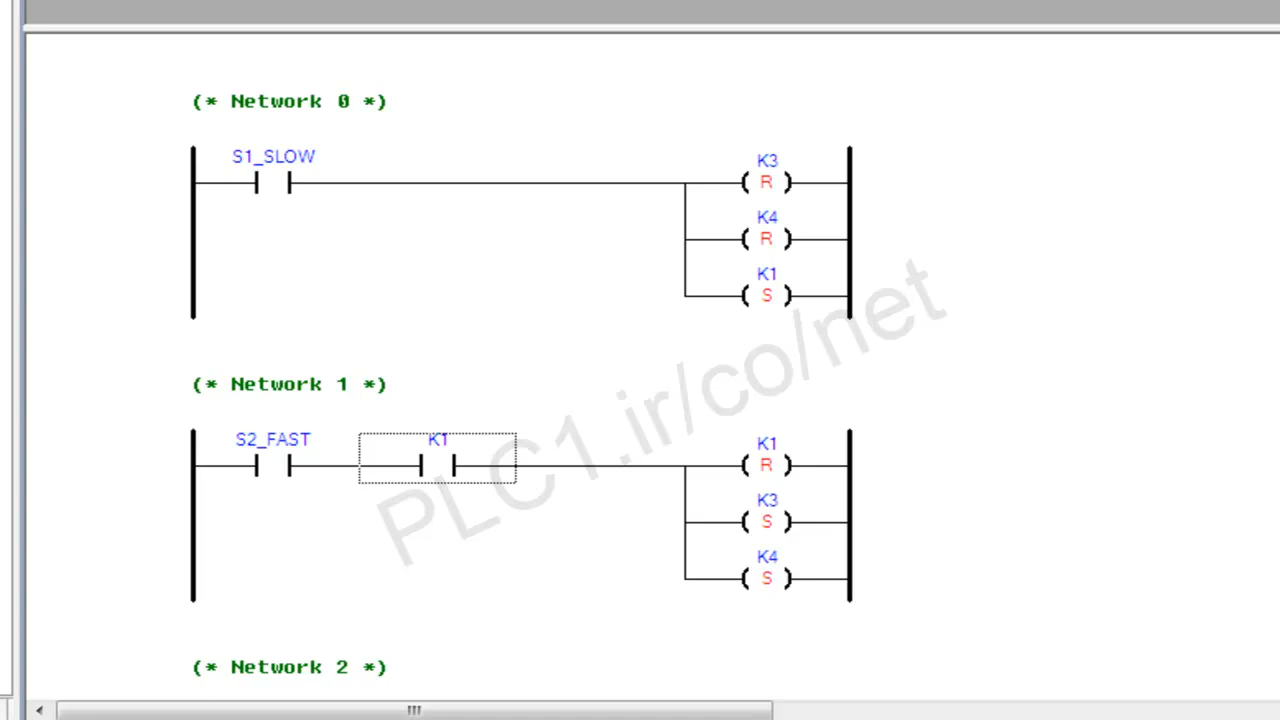 (* Network 0 *)
S1_SLOW
K3
R
K4
R
K1
S
(* Network 1 *)
S2_FAST
K1
K1
R
K3
S
K4
S
(* Network 2 *)
PLC1.ir/co/net